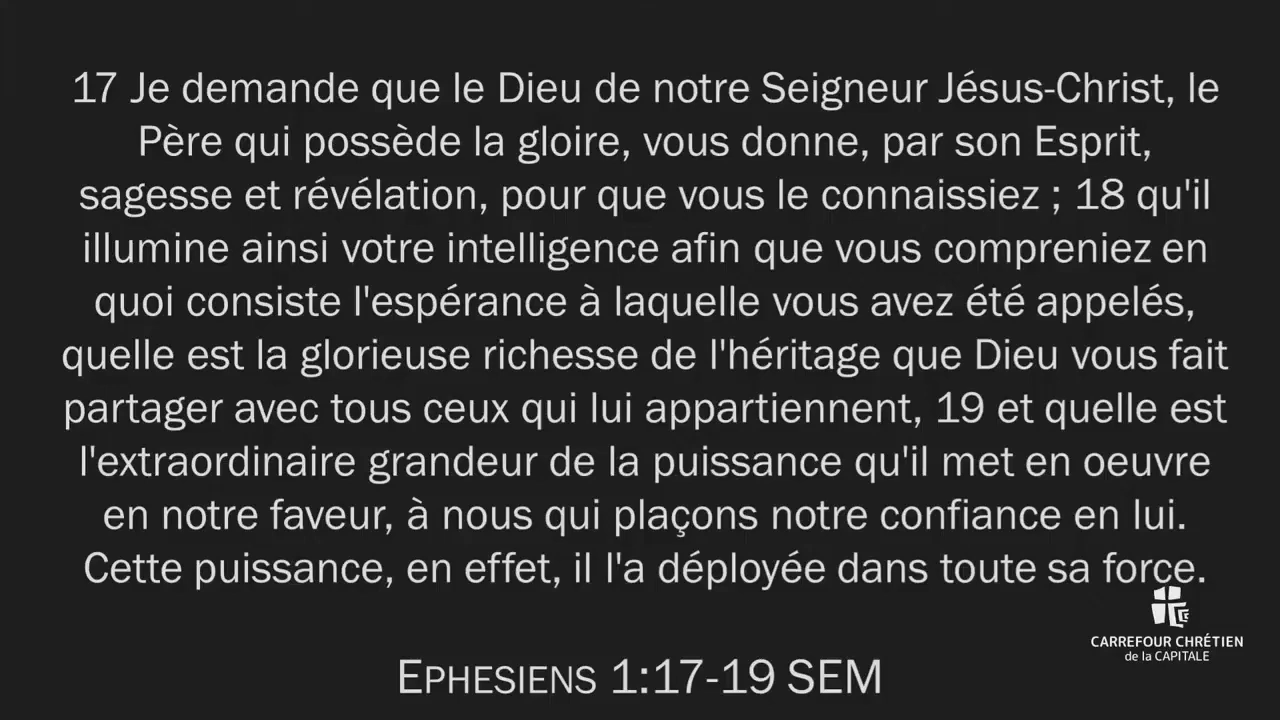 17 Je demande que le Dieu de notre Seigneur Jésus-Christ, le
Père qui possède la gloire, vous donne, par son Esprit,
sagesse et révélation, pour que vous le connaissiez ; 18 qu'il
illumine ainsi votre intelligence afin que vous compreniez en
quoi consiste l'espérance à laquelle vous avez été appelés,
quelle est la glorieuse richesse de l'héritage que Dieu vous fait
partager avec tous ceux qui lui appartiennent, 19 et quelle est
l'extraordinaire grandeur de la puissance qu'il met en oeuvre
en notre faveur, à nous qui plaçons notre confiance en lui.
Cette puissance, en effet, il l'a déployée dans toute sa force.
CARREFOUR CHRÉTIEN
de la CAPITALE
EPHESIENS 1:17-19 SEM